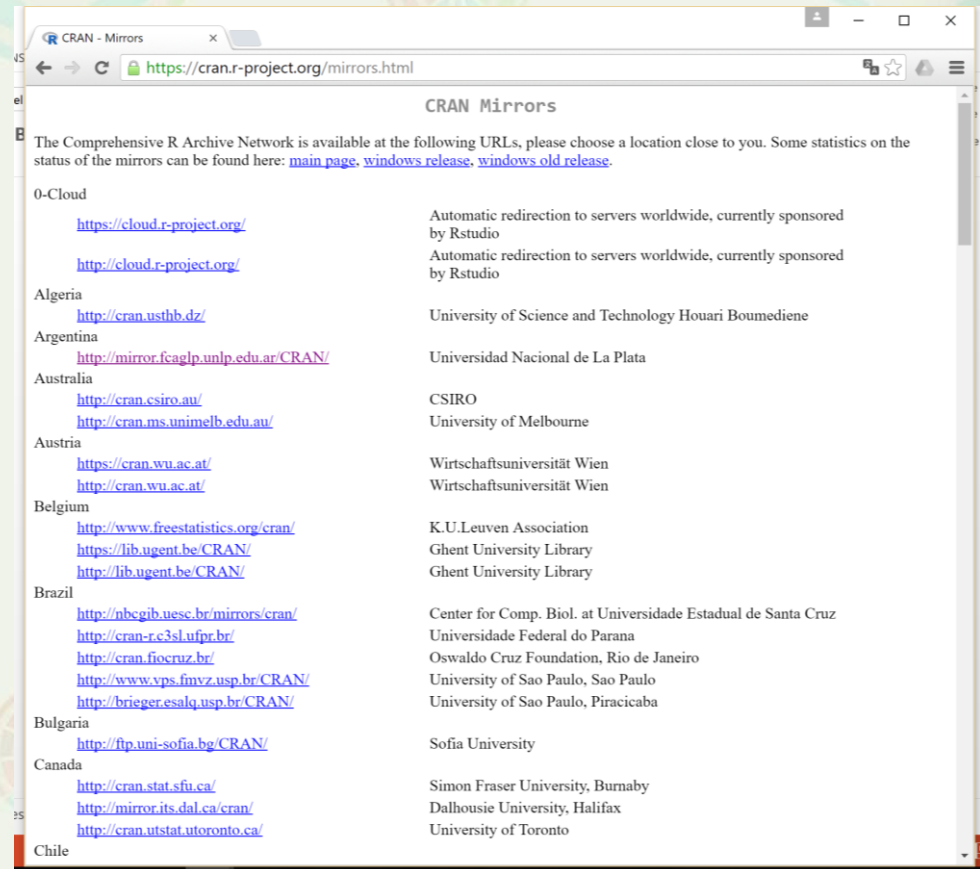 CRAN - Mirrors
https://cran.r-project.org/mirrors.html
CRAN Mirrors
The Comprehensive R Archive Network is available at the following URLs, please choose a location close to you. Some statistics on the
status of the mirrors can be found here: main page, windows release, windows old release.
0-Cloud
https://cloud.r-project.org/ Automatic redirection to servers worldwide, currently sponsored
by Rstudio
http://cloud.r-project.org/ Automatic redirection to servers worldwide, currently sponsored
by Rstudio
Algeria
http://cran.usthb.dz/ University of Science and Technology Houari Boumediene
Argentina
http://mirror.fcaglp.unlp.edu.ar/CRAN/ Universidad Nacional de La Plata
Australia
http://cran.csiro.au/ CSIRO
http://cran.ms.unimelb.edu.au/ University of Melbourne
Austria
https://cran.wu.ac.at/ Wirtschaftsuniversität Wien
http://cran.wu.ac.at/ Wirtschaftsuniversität Wien
Belgium
http://www.freestatistics.org/cran/ K.U.Leuven Association
https://lib.ugent.be/CRAN/ Ghent University Library
http://lib.ugent.be/CRAN/ Ghent University Library
Brazil
http://nbcgib.uesc.br/mirrors/cran/ Center for Comp. Biol. at Universidade Estadual de Santa Cruz
http://cran-r.c3sl.ufpr.br/ Universidade Federal do Parana
http://cran.fiocruz.br/ Oswaldo Cruz Foundation, Rio de Janeiro
http://www.vps.fmvz.usp.br/CRAN/ University of Sao Paulo, Sao Paulo
http://brieger.esalq.usp.br/CRAN/ University of Sao Paulo, Piracicaba
Bulgaria
http://ftp.uni-sofia.bg/CRAN/ Sofia University
Canada
http://cran.stat.sfu.ca/ Simon Fraser University, Burnaby
http://mirror.its.dal.ca/cran/ Dalhousie University, Halifax
http://cran.utstat.utoronto.ca/ University of Toronto
Chile